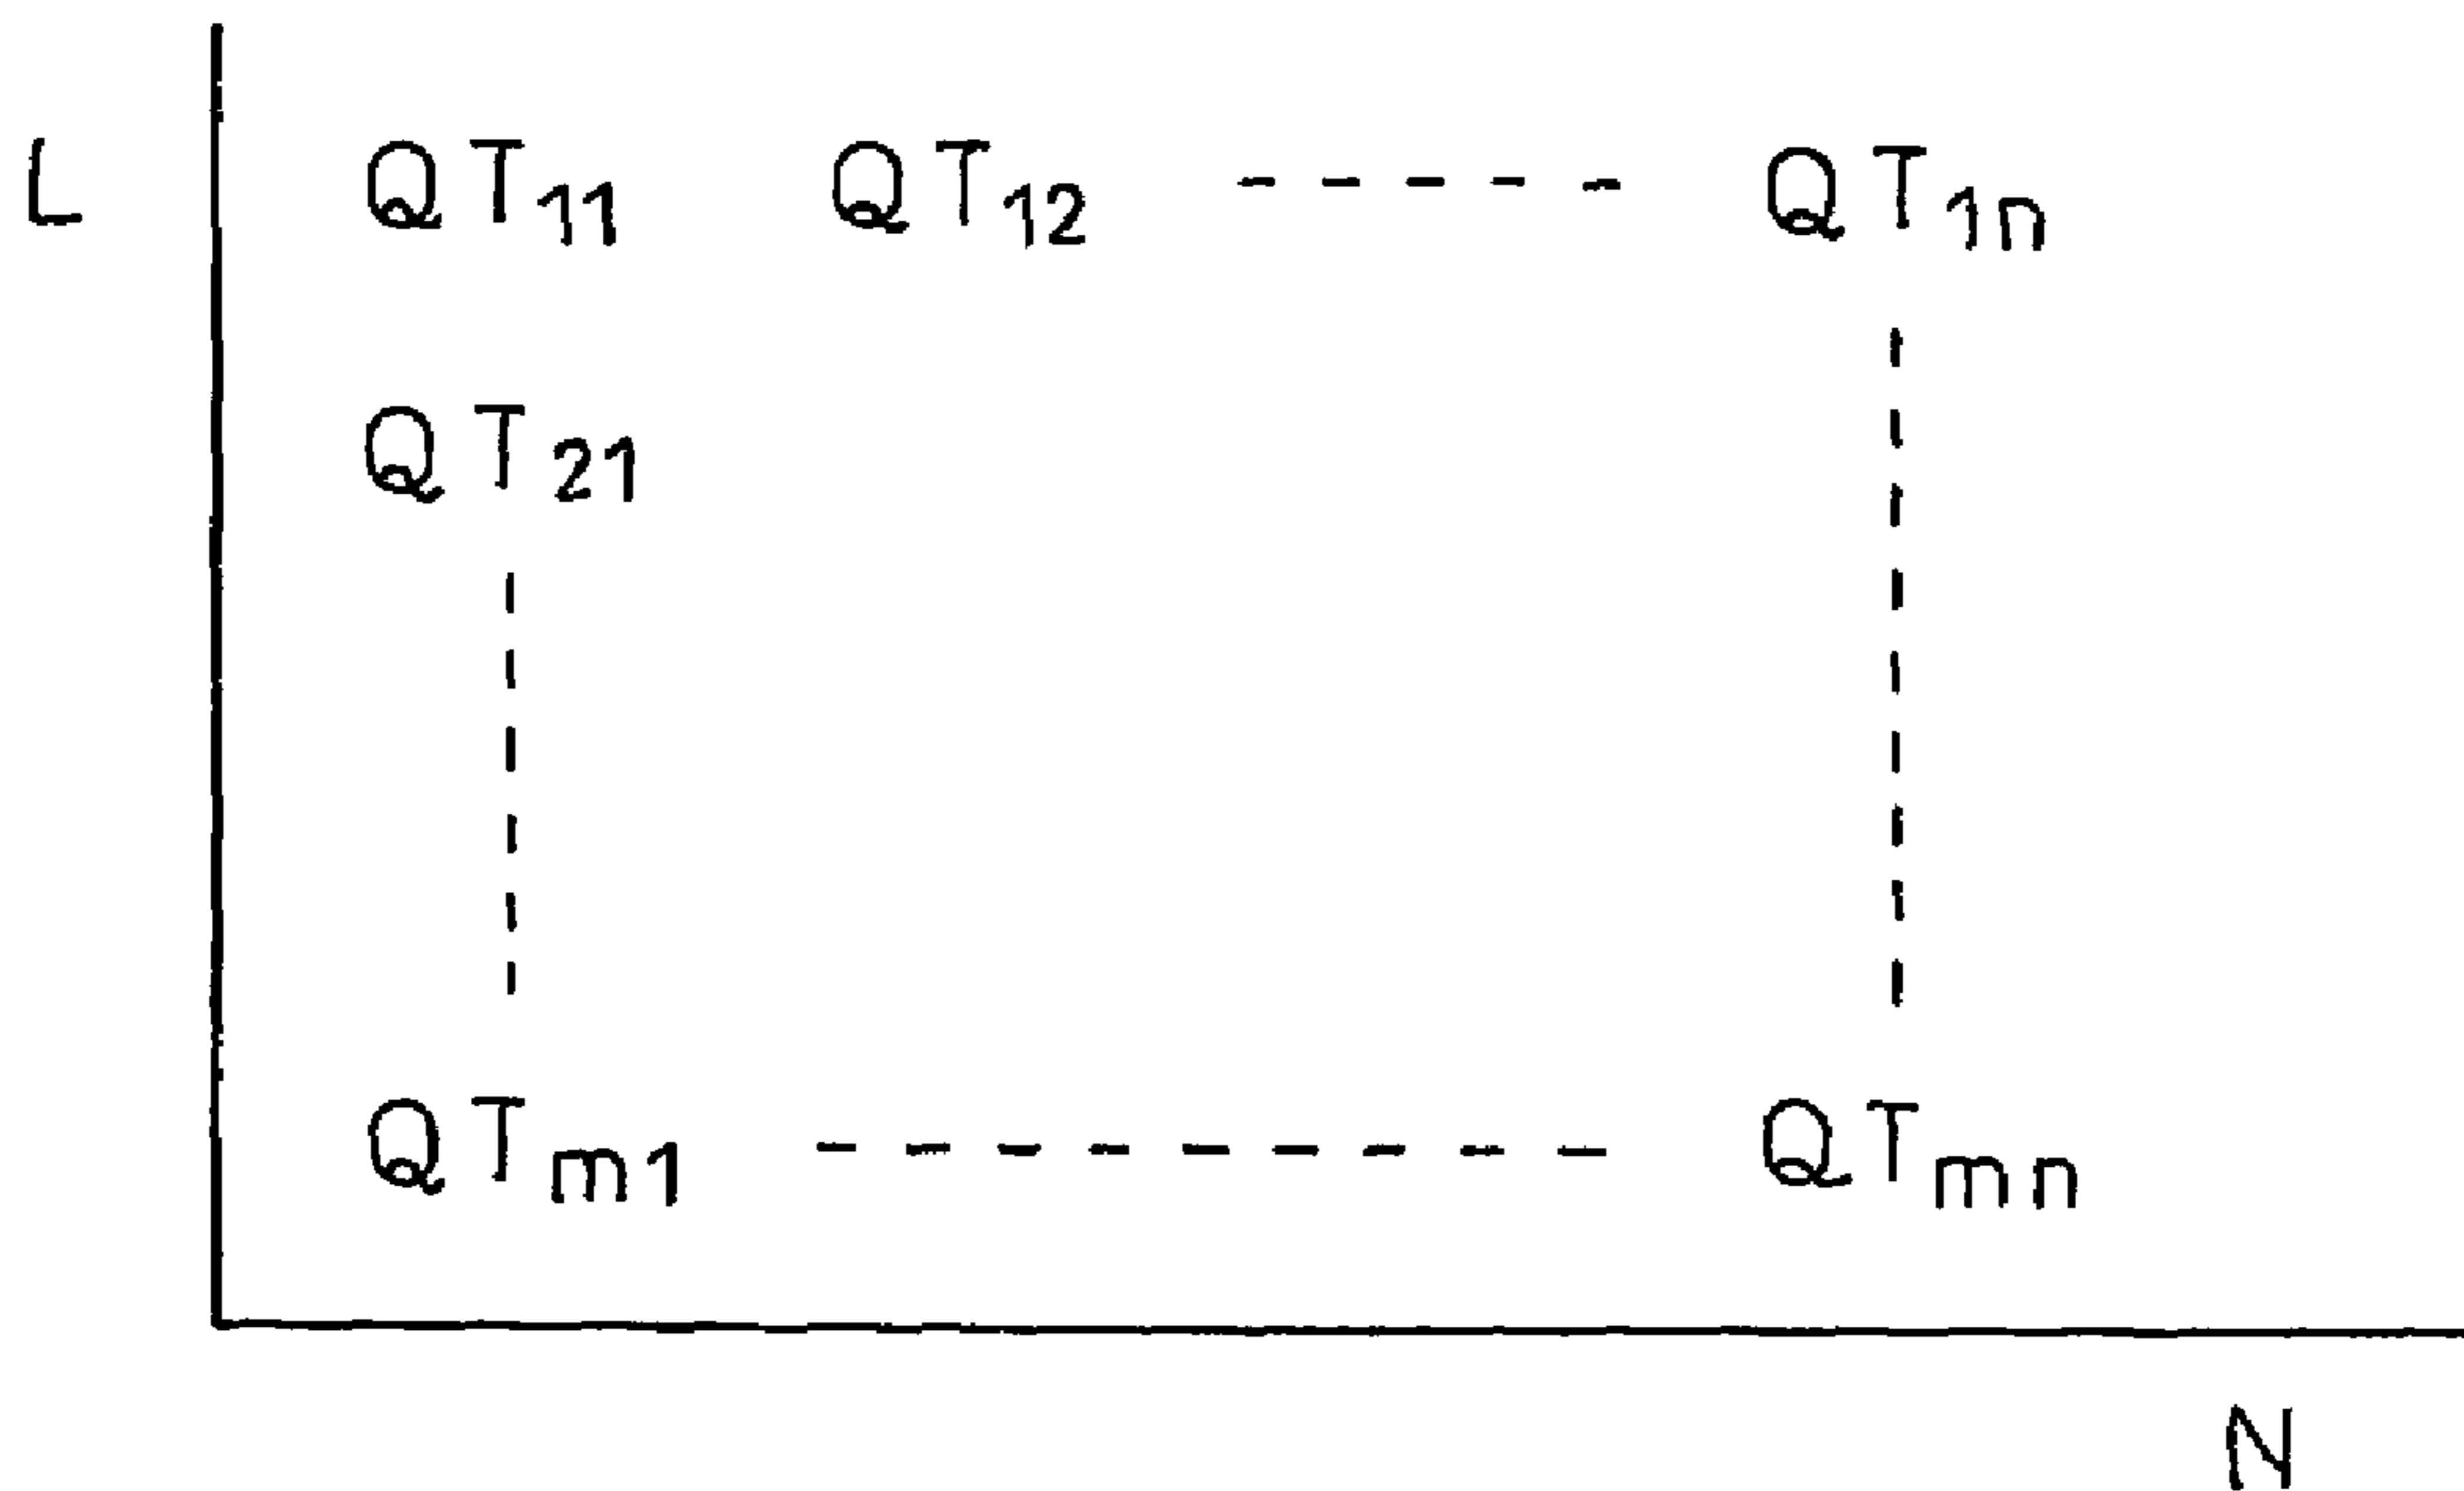 L QT₁₁ QT₁₂ - - - - - QT₁ₙ
QT₂₁
QTₘ₁ - - - - - - - - - QTₘₙ
N